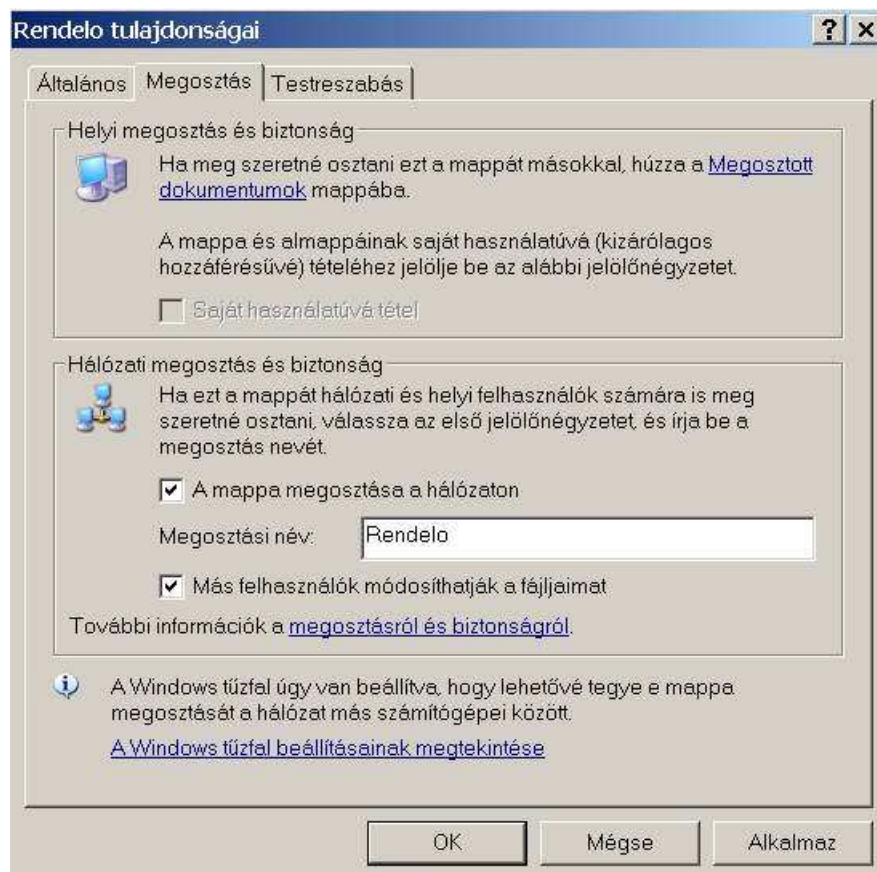 Rendelo tulajdonságai
Általános
Megosztás
Testreszabás
Helyi megosztás és biztonság
Ha meg szeretné osztani ezt a mappát másokkal, húzza a Megosztott
dokumentumok mappába.
A mappa és almappáinak saját használatúvá (kizárólagos
hozzáférésűvé) tételéhez jelölje be az alábbi jelölőnégyzetet.
Saját használatúvá tétel
Hálózati megosztás és biztonság
Ha ezt a mappát hálózati és helyi felhasználók számára is meg
szeretné osztani, válassza az első jelölőnégyzetet, és írja be a
megosztás nevét.
A mappa megosztása a hálózaton
Megosztási név:
Rendelo
Más felhasználók módosíthatják a fájljaimat
További információk a megosztásról és biztonságról.
A Windows tűzfal úgy van beállítva, hogy lehetővé tegye e mappa
megosztását a hálózat más számítógépei között.
A Windows tűzfal beállításainak megtekintése
OK
Mégse
Alkalmaz